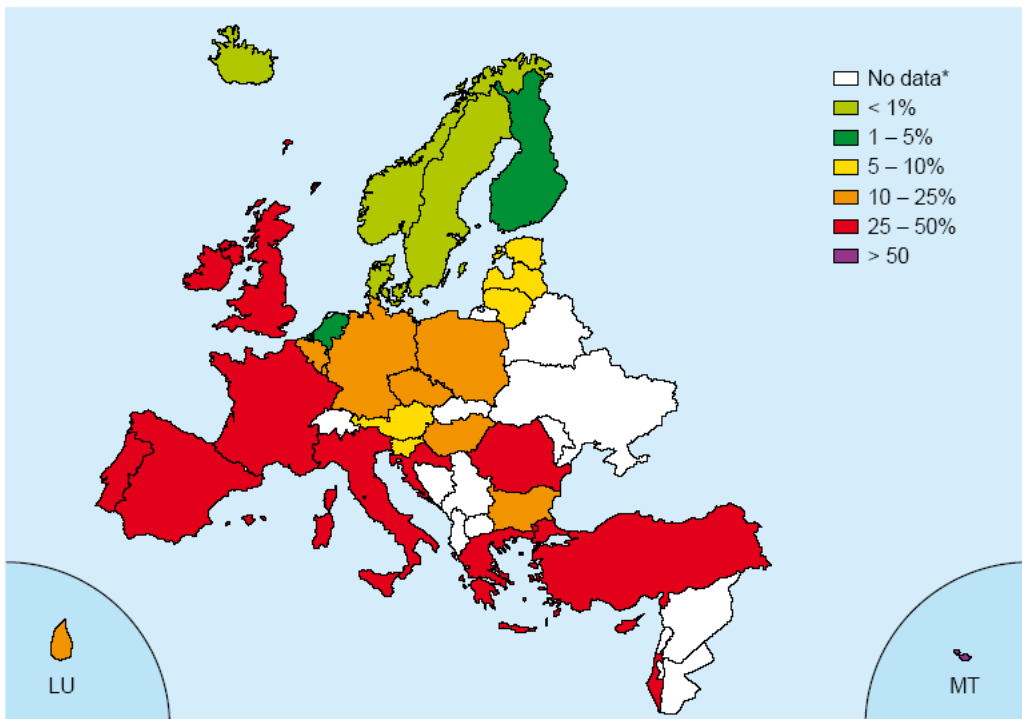 No data*
< 1%
1 – 5%
5 – 10%
10 – 25%
25 – 50%
> 50
LU
MT